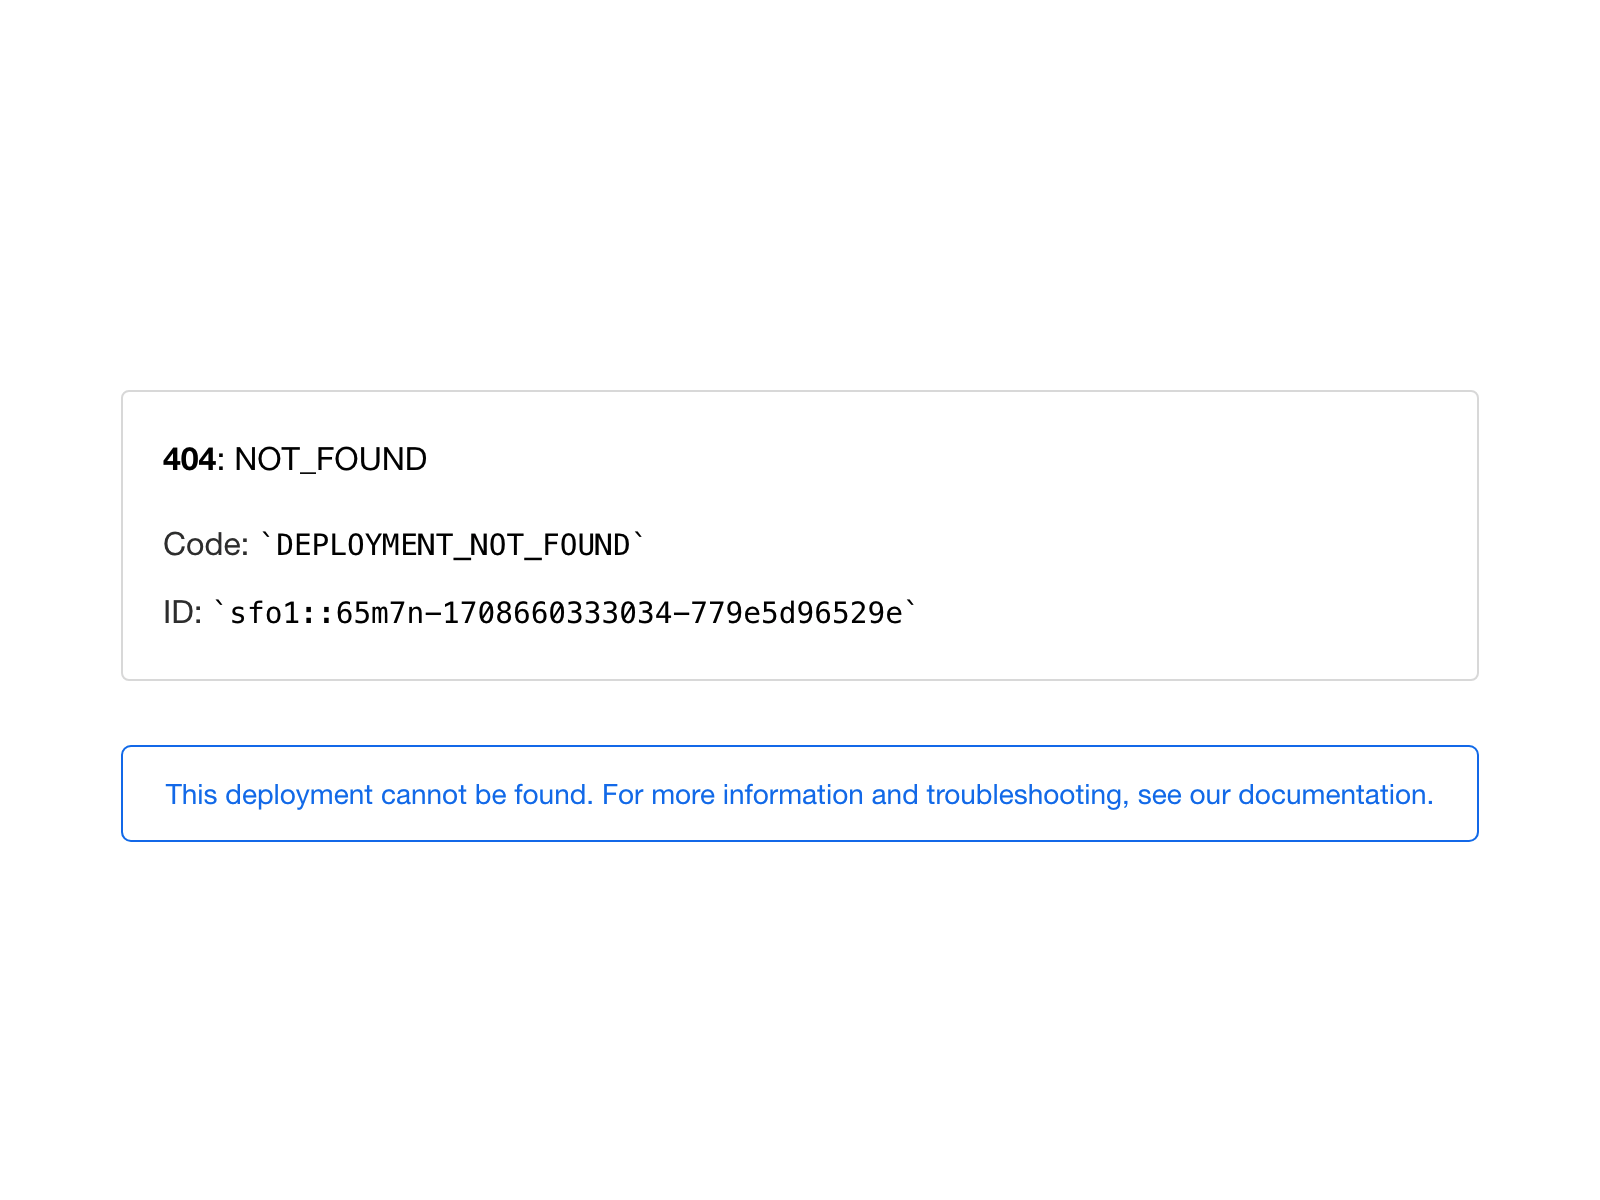 404: NOT_FOUND
Code: `DEPLOYMENT_NOT_FOUND`
ID: `sfo1::65m7n-1708660333034-779e5d96529e`
This deployment cannot be found. For more information and troubleshooting, see our documentation.